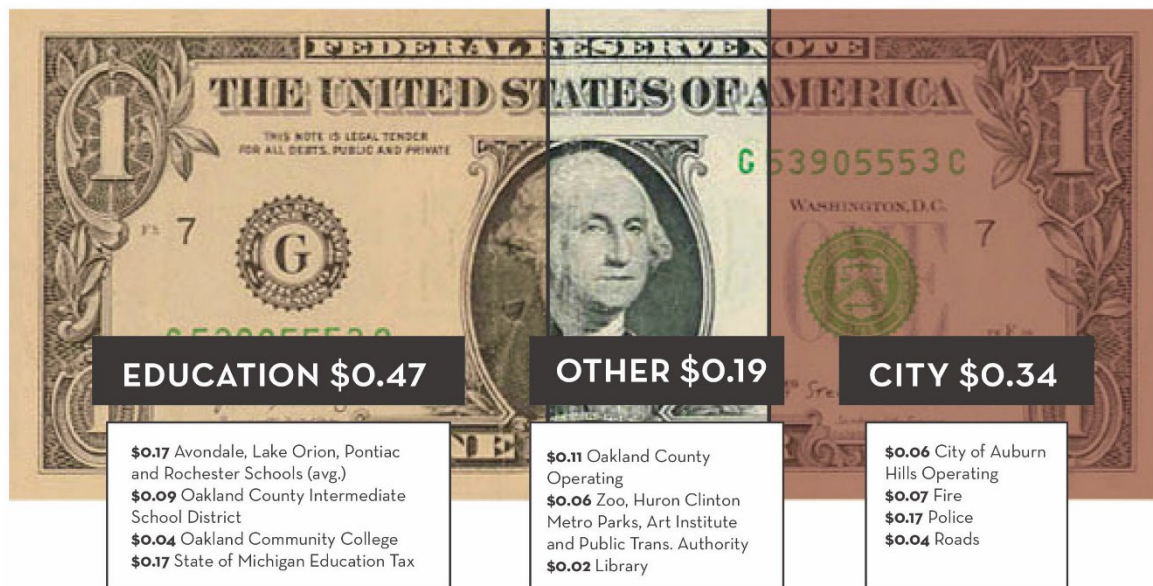 FEDERAL RESERVE NOTE
THE UNITED STATES OF AMERICA
THIS NOTE IS LEGAL TENDER
FOR ALL DEBTS, PUBLIC AND PRIVATE
G 53905553 C
WASHINGTON, D.C.
7
7
G
1
1
EDUCATION $0.47
$0.17 Avondale, Lake Orion, Pontiac
and Rochester Schools (avg.)
$0.09 Oakland County Intermediate
School District
$0.04 Oakland Community College
$0.17 State of Michigan Education Tax
OTHER $0.19
$0.11 Oakland County
Operating
$0.06 Zoo, Huron Clinton
Metro Parks, Art Institute
and Public Trans. Authority
$0.02 Library
CITY $0.34
$0.06 City of Auburn
Hills Operating
$0.07 Fire
$0.17 Police
$0.04 Roads